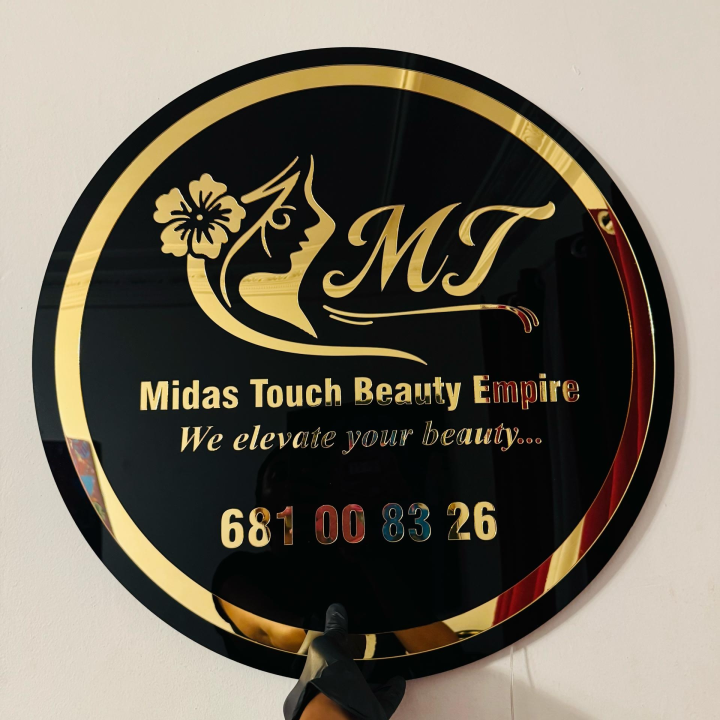 MT
Midas Touch Beauty Empire
We elevate your beauty...
681 00 83 26